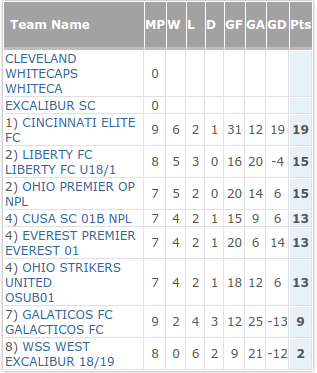 Team Name MP W L D GF GA GD Pts
CLEVELAND
WHITECAPS
WHITECA
0
EXCALIBUR SC 0
1) CINCINNATI ELITE
FC
9 6 2 1 31 12 19 19
2) LIBERTY FC
LIBERTY FC U18/1
8 5 3 0 16 20 -4 15
2) OHIO PREMIER OP
NPL
7 5 2 0 20 14 6 15
4) CUSA SC 01B NPL 7 4 2 1 15 9 6 13
4) EVEREST PREMIER
EVEREST 01
7 4 2 1 20 6 14 13
4) OHIO STRIKERS
UNITED
OSUB01
7 4 2 1 18 12 6 13
7) GALATICOS FC
GALACTICOS FC
9 2 4 3 12 25 -13 9
8) WSS WEST
EXCALIBUR 18/19
8 0 6 2 9 21 -12 2